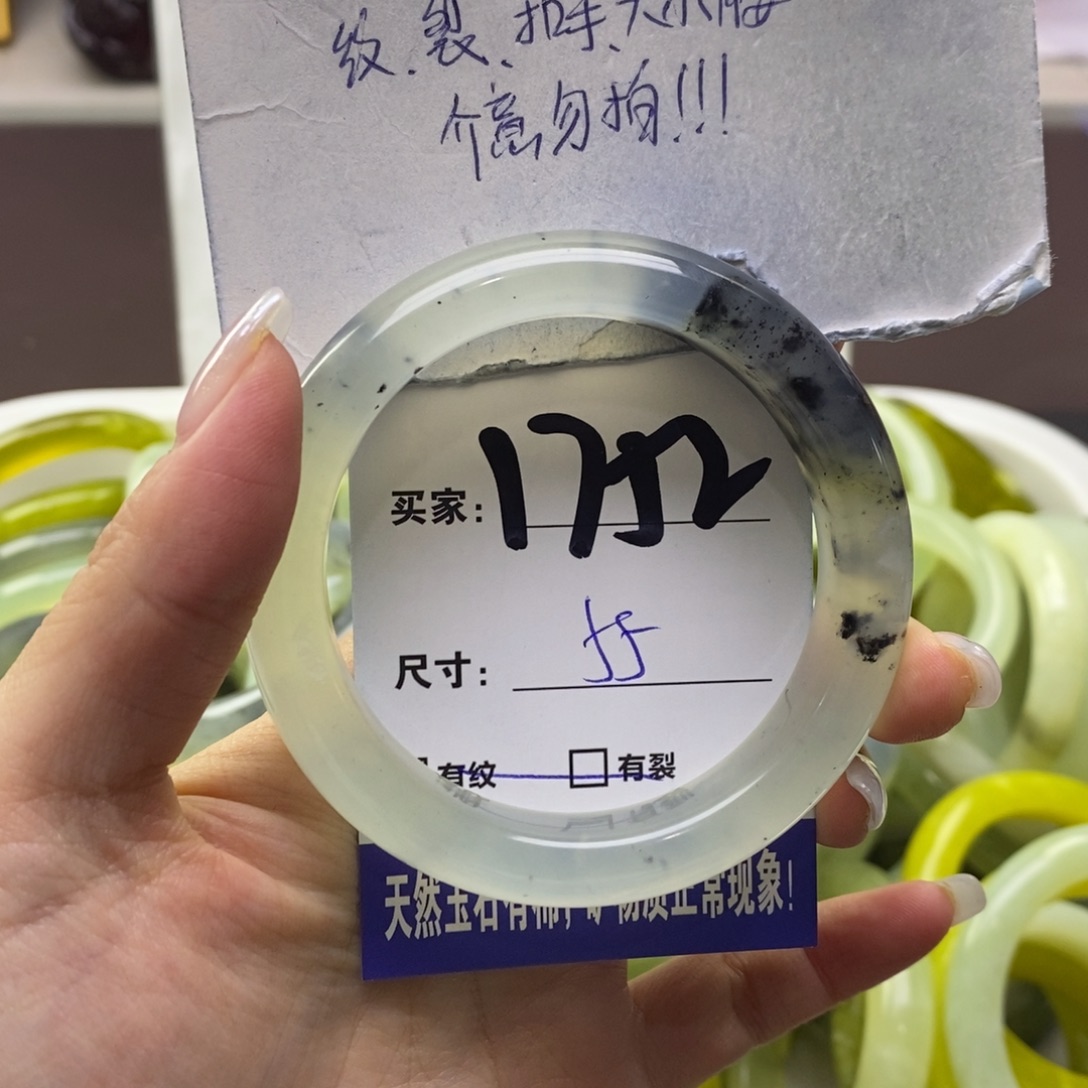 纹.裂、扣手、大小腰
介意勿拍!!!
买家: 1752
尺寸: 55
有纹 □有裂
天然玉石有棉,矿物质正常现象!